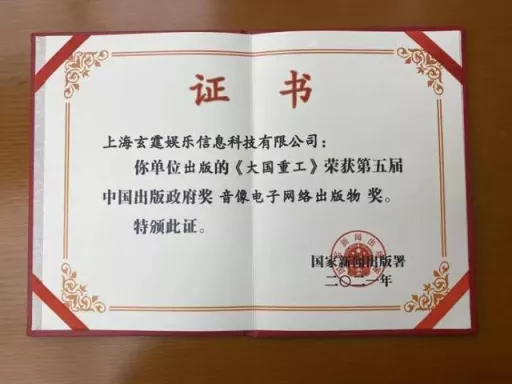 证书
上海玄霆娱乐信息科技有限公司：
你单位出版的《大国重工》荣获第五届
中国出版政府奖 音像电子网络出版物 奖。
特颁此证。
国家新闻出版署
二〇二一年